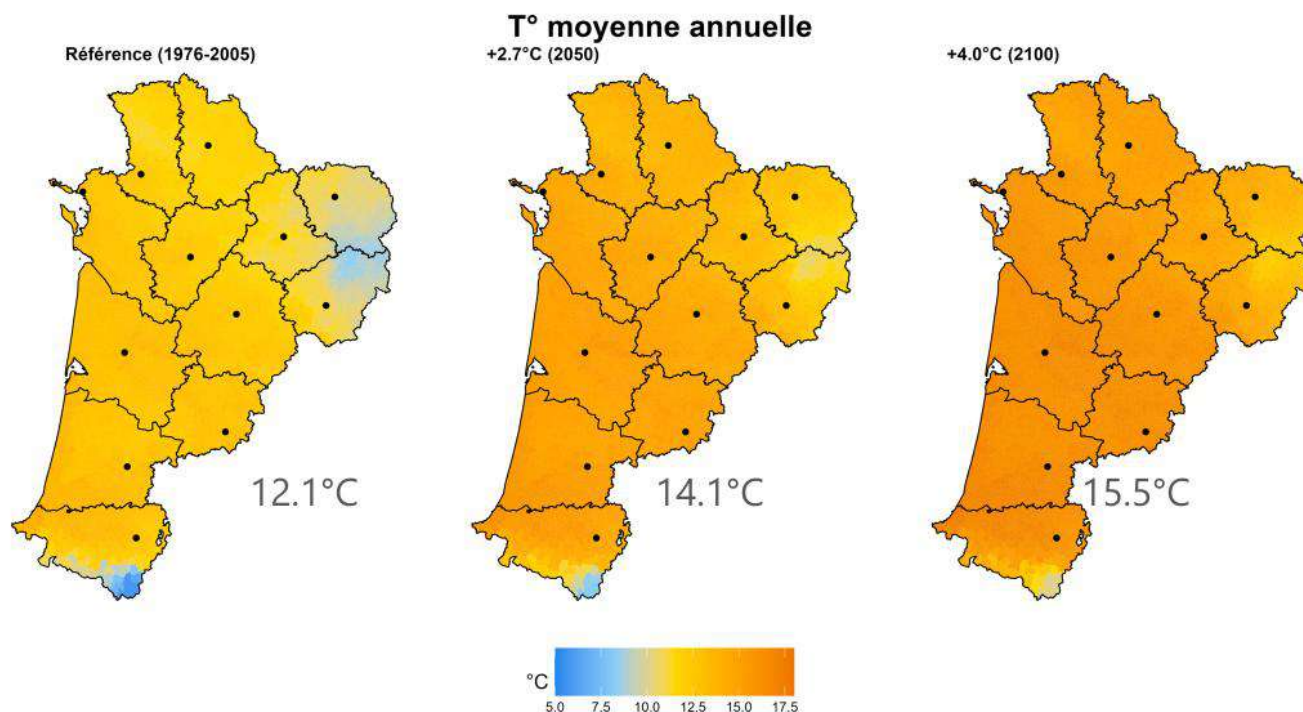 T° moyenne annuelle
Référence (1976-2005)
+2.7°C (2050)
+4.0°C (2100)
12.1°C
14.1°C
15.5°C
°C
5.0 7.5 10.0 12.5 15.0 17.5